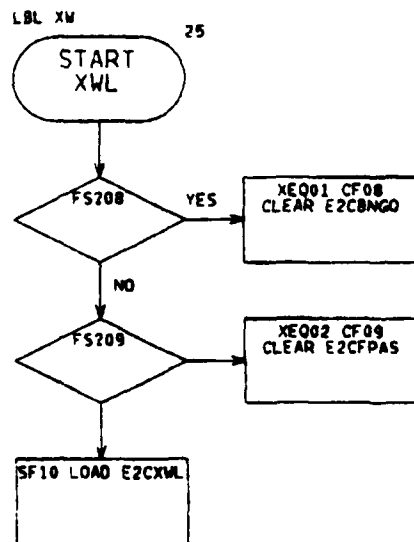 LBL XW
25
START
XWL
FS?08
YES
XEQ01 CF08
CLEAR E2CBNGO
NO
FS?09
XEQ02 CF09
CLEAR E2CFPAS
SF10 LOAD E2CXWL